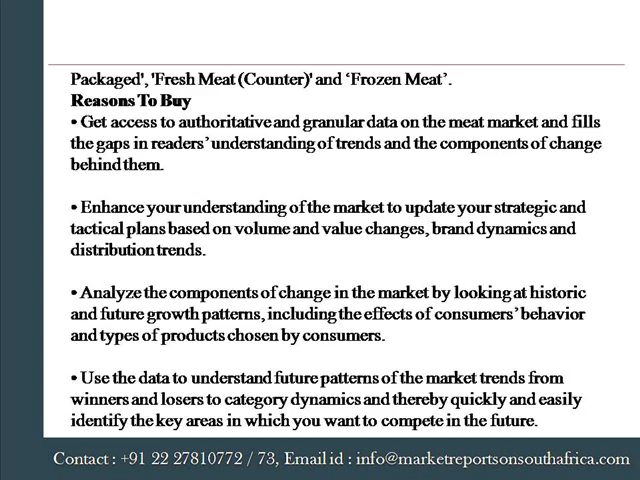 Packaged', 'Fresh Meat (Counter)' and ‘Frozen Meat’.
Reasons To Buy
• Get access to authoritative and granular data on the meat market and fills
the gaps in readers’ understanding of trends and the components of change
behind them.
• Enhance your understanding of the market to update your strategic and
tactical plans based on volume and value changes, brand dynamics and
distribution trends.
• Analyze the components of change in the market by looking at historic
and future growth patterns, including the effects of consumers’ behavior
and types of products chosen by consumers.
• Use the data to understand future patterns of the market trends from
winners and losers to category dynamics and thereby quickly and easily
identify the key areas in which you want to compete in the future.
Contact : +91 22 27810772 / 73, Email id : info@marketreportsonsouthafrica.com